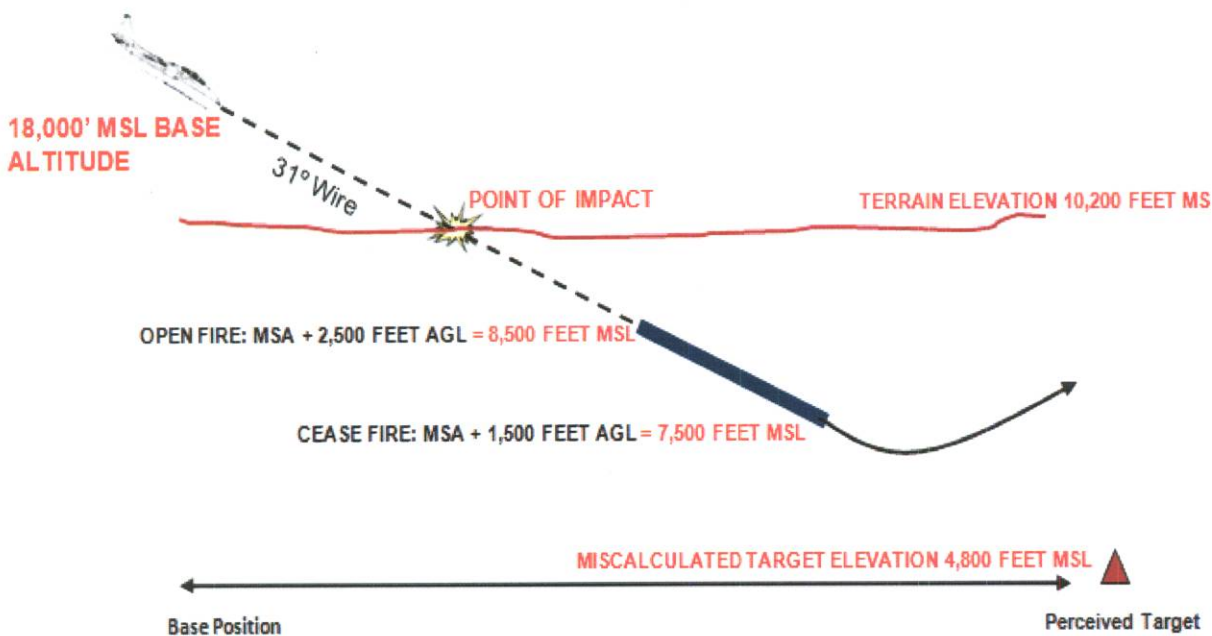 18,000' MSL BASE
ALTITUDE
31° Wire
POINT OF IMPACT
TERRAIN ELEVATION 10,200 FEET MS
OPEN FIRE: MSA + 2,500 FEET AGL = 8,500 FEET MSL
CEASE FIRE: MSA + 1,500 FEET AGL = 7,500 FEET MSL
MISCALCULATED TARGET ELEVATION 4,800 FEET MSL
Base Position
Perceived Target